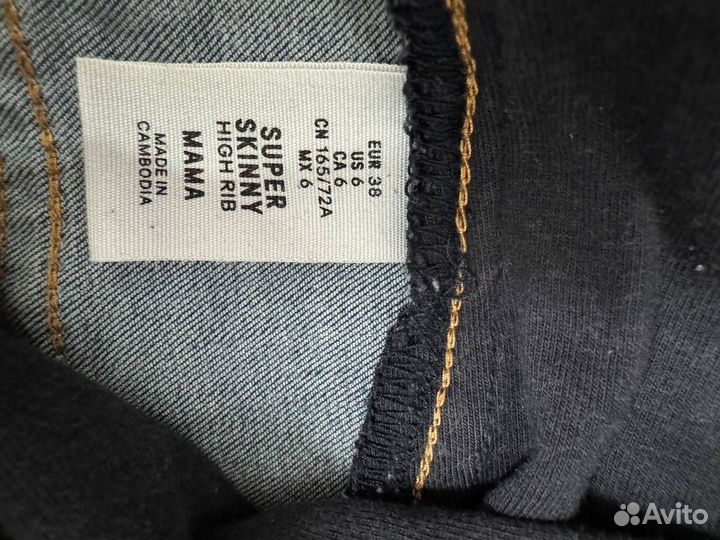 EUR 38
US 6
CA 6
CN 165/72A
MX 6
SUPER
SKINNY
HIGH RIB
MAMA
MADE IN
CAMBODIA
Avito